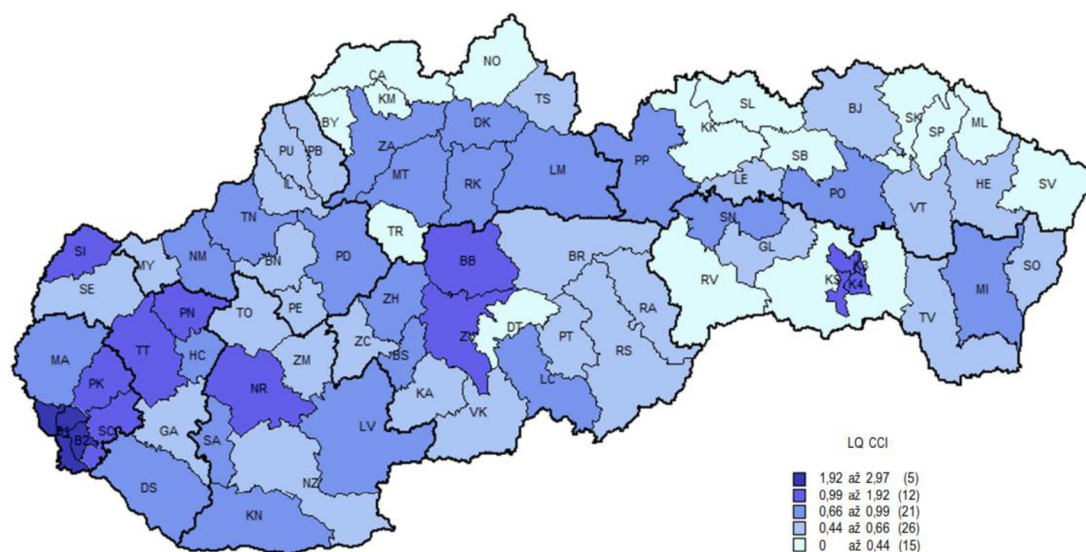 NO
CA
KM
TS
BY
PU
PB
IL
ZA
DK
MT
RK
LM
PP
KK
SL
SB
BJ
SK
SP
ML
LE
PO
VT
HE
SV
TN
TR
SN
GL
SI
MY
NM
BN
PD
BB
BR
RV
KS
K4
SO
MI
TV
SE
PN
TO
PE
ZH
DT
PT
RA
RS
MA
TT
HC
ZM
ZC
BS
LC
PK
NR
KA
VK
B2
GA
SA
LV
DS
NZ
KN
LQ CCI
1,92 až 2,97 (5)
0,99 až 1,92 (12)
0,66 až 0,99 (21)
0,44 až 0,66 (26)
0 až 0,44 (15)